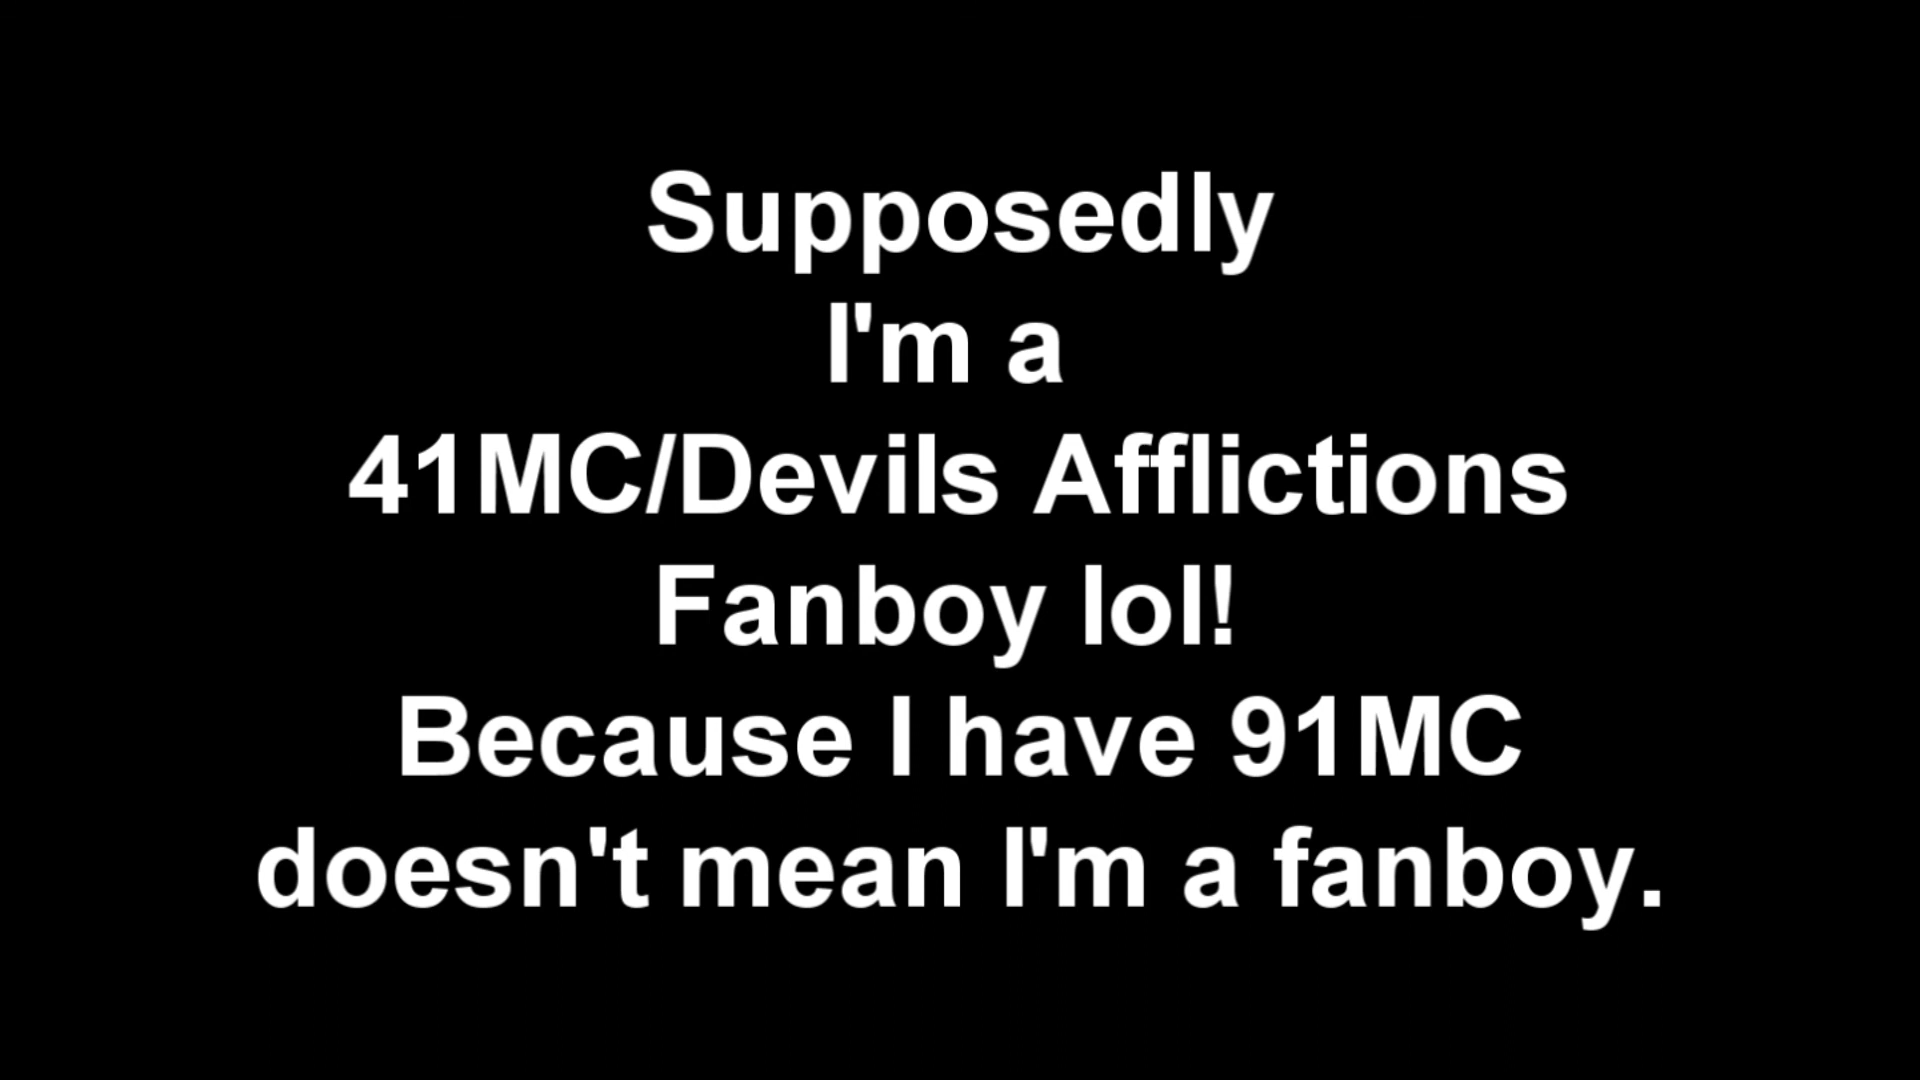 Supposedly
I'm a
41MC/Devils Afflictions
Fanboy lol!
Because I have 91MC
doesn't mean I'm a fanboy.